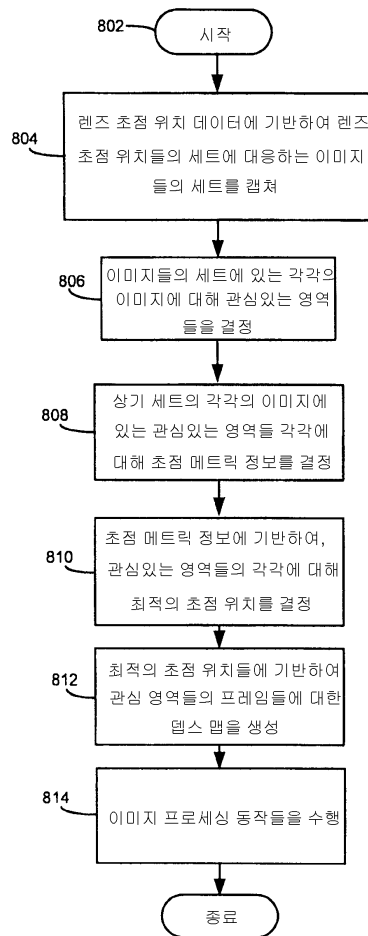 802
시작
804
렌즈 초점 위치 데이터에 기반하여 렌즈
초점 위치들의 세트에 대응하는 이미지
들의 세트를 캡쳐
806
이미지들의 세트에 있는 각각의
이미지에 대해 관심있는 영역
들을 결정
808
상기 세트의 각각의 이미지에
있는 관심있는 영역들 각각에
대해 초점 메트릭 정보를 결정
810
초점 메트릭 정보에 기반하여,
관심있는 영역들의 각각에 대해
최적의 초점 위치를 결정
812
최적의 초점 위치들에 기반하여
관심 영역들의 프레임들에 대한
뎁스 맵을 생성
814
이미지 프로세싱 동작들을 수행
종료